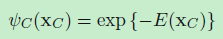 ψ_C(x_C) = exp {−E(x_C)}